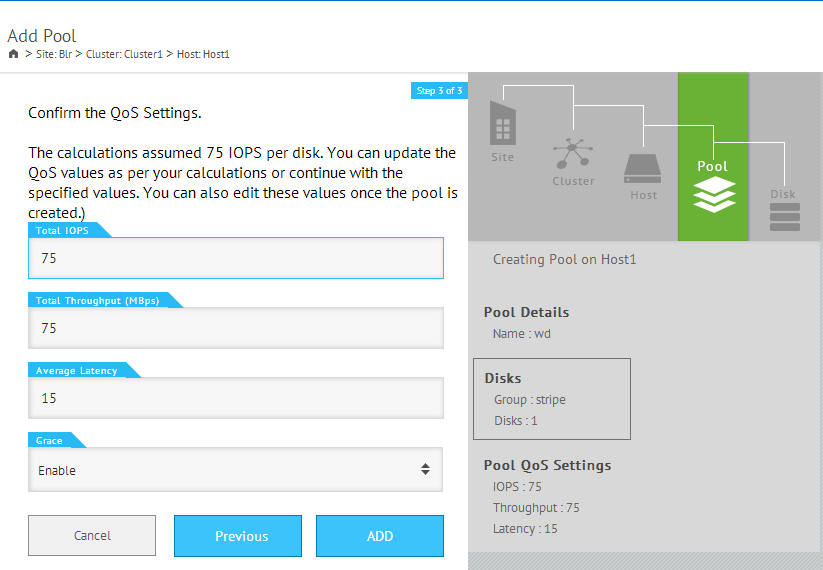 Add Pool
> Site: Blr > Cluster: Cluster1 > Host: Host1
Step 3 of 3
Confirm the QoS Settings.
The calculations assumed 75 IOPS per disk. You can update the
QoS values as per your calculations or continue with the
specified values. You can also edit these values once the pool is
created.)
Total IOPS
75
Total Throughput (MBps)
75
Average Latency
15
Grace
Enable
Cancel
Previous
ADD
Site
Cluster
Host
Pool
Disk
Creating Pool on Host1
Pool Details
Name : wd
Disks
Group : stripe
Disks : 1
Pool QoS Settings
IOPS : 75
Throughput : 75
Latency : 15